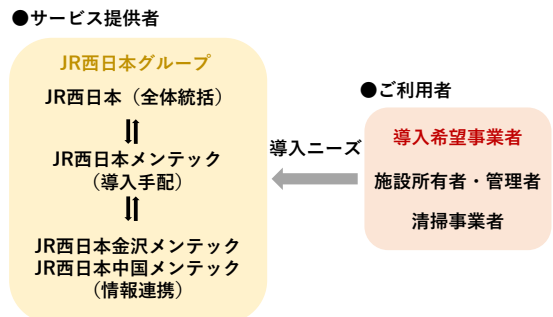 ●サービス提供者
JR西日本グループ
JR西日本（全体統括）
JR西日本メンテック
（導入手配）
JR西日本金沢メンテック
JR西日本中国メンテック
（情報連携）
導入ニーズ
●ご利用者
導入希望事業者
施設所有者・管理者
清掃事業者